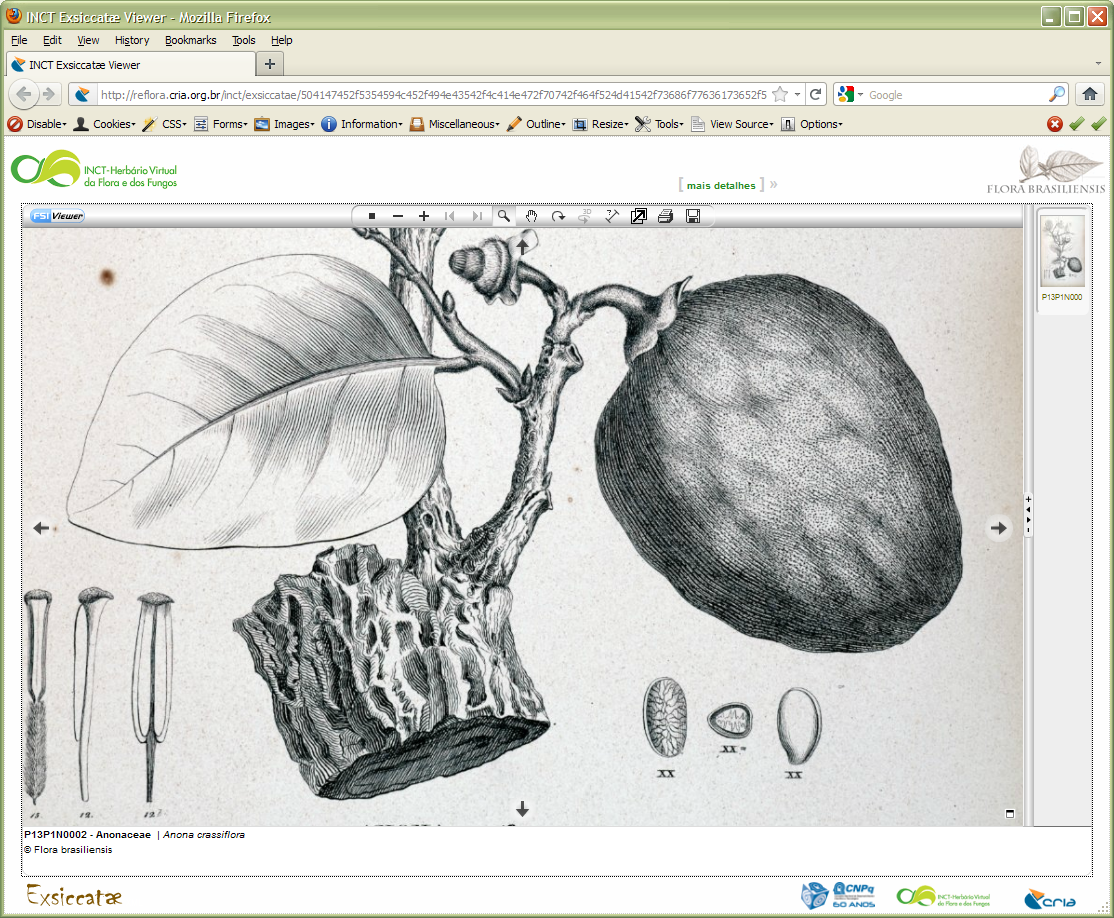 INCT Exsiccatæ Viewer - Mozilla Firefox
File Edit View History Bookmarks Tools Help
INCT Exsiccatæ Viewer
http://reflora.cria.org.br/inct/exsiccatae/504147452f5354594c452f494e43542f4c414e472f70742f464f524d41542f73686f77636173652f5
Google
Disable Cookies CSS Forms Images Information Miscellaneous Outline Resize Tools View Source Options
INCT-Herbário Virtual
da Flora e dos Fungos
[ mais detalhes ] »
FLORA BRASILIENSIS
FSI Viewer
3D
P13P1N000
XX
XX
XX
P13P1N0002 - Anonaceae | Anona crassiflora
© Flora brasiliensis
Exsiccatæ
CNPq
60 ANOS
INCT-Herbário Virtual
da Flora e dos Fungos
cria